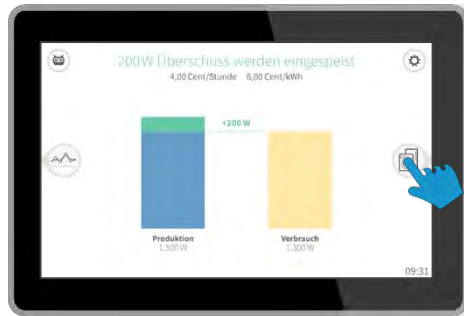 200 W Überschuss werden eingespeist
4,00 Cent/Stunde 6,00 Cent/kWh
+200 W
Produktion
1.500 W
Verbrauch
1.300 W
09:31